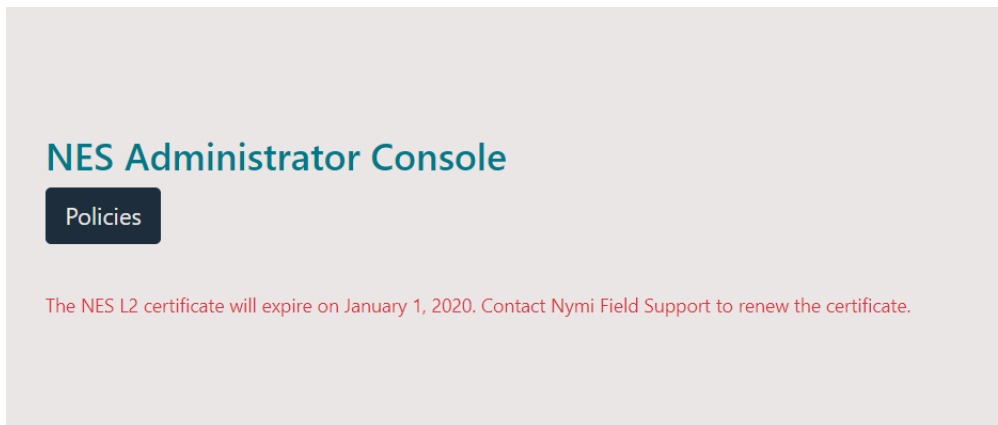 NES Administrator Console
Policies
The NES L2 certificate will expire on January 1, 2020. Contact Nymi Field Support to renew the certificate.